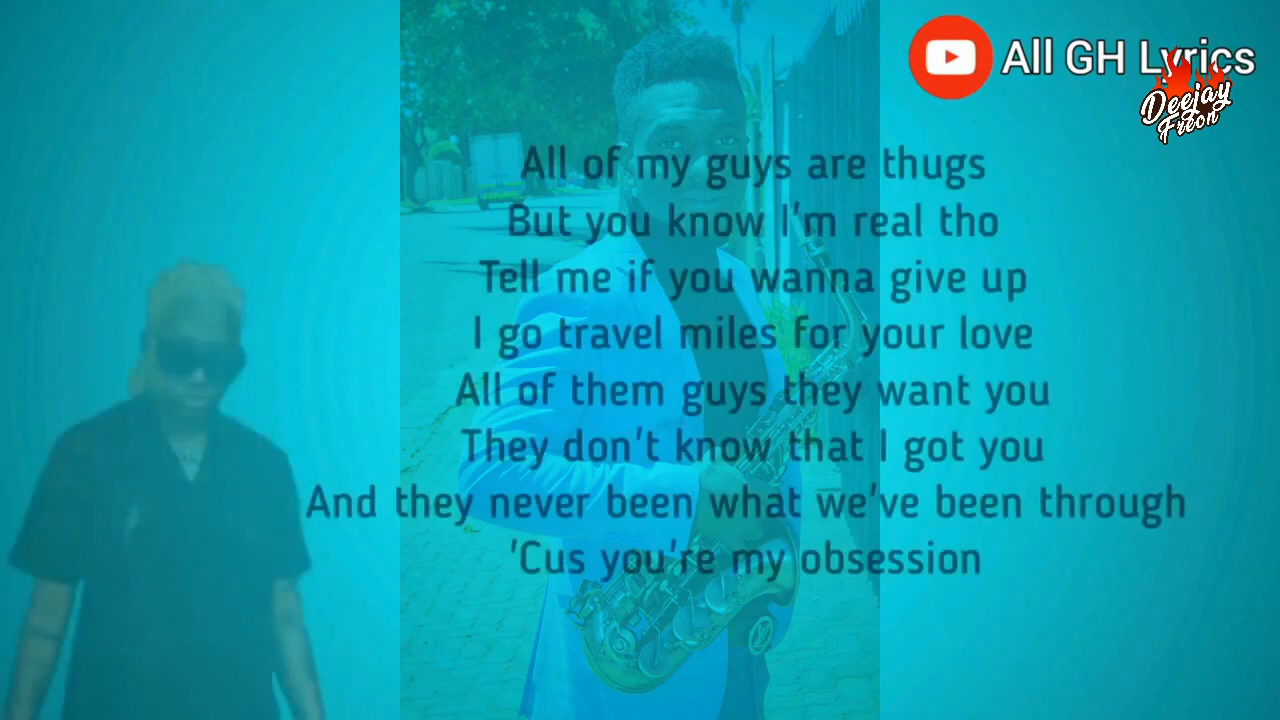 All GH Lyrics
Deejay
Freon
All of my guys are thugs
But you know I'm real tho
Tell me if you wanna give up
I go travel miles for your love
All of them guys they want you
They don't know that I got you
And they never been what we've been through
'Cus you're my obsession